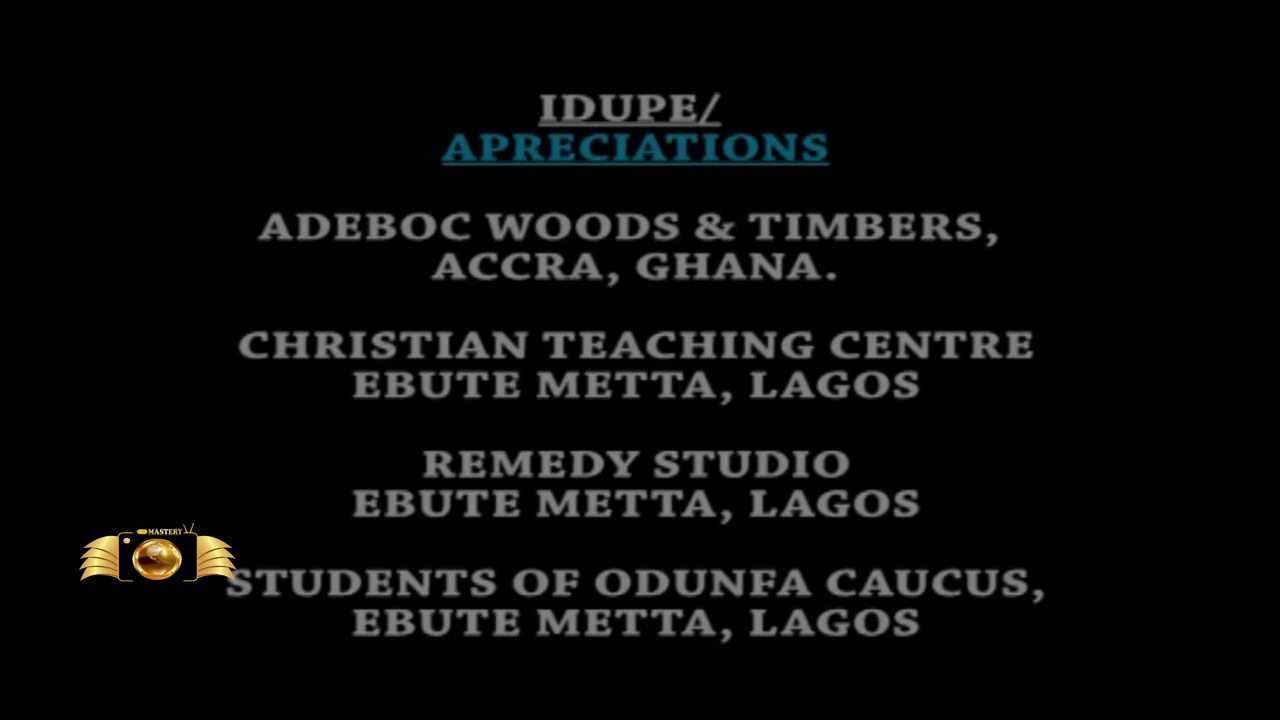 IDUPE/
APRECIATIONS
ADEBOC WOODS & TIMBERS,
ACCRA, GHANA.
CHRISTIAN TEACHING CENTRE
EBUTE METTA, LAGOS
REMEDY STUDIO
EBUTE METTA, LAGOS
MASTERY
STUDENTS OF ODUNFA CAUCUS,
EBUTE METTA, LAGOS